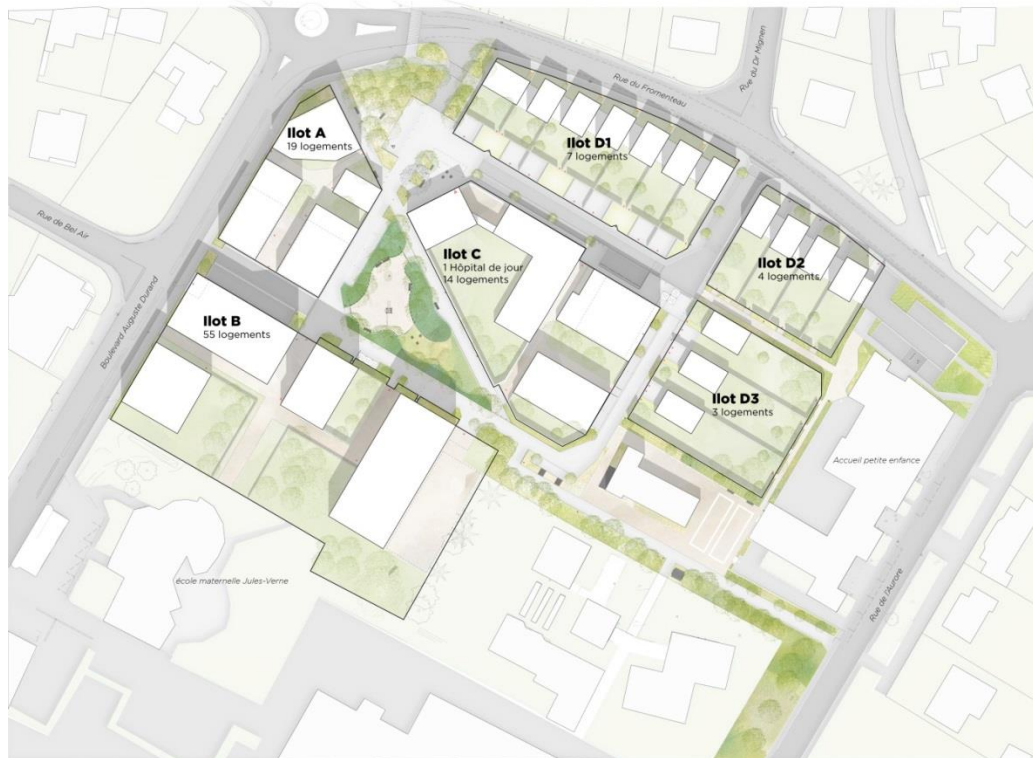 Rue du Fromenteau
Rue du Dr Mignen
Ilot A
19 logements
Ilot D1
7 logements
Rue de Bel Air
Ilot C
1 Hôpital de jour
14 logements
Ilot D2
4 logements
Boulevard Auguste Durand
Ilot B
55 logements
Ilot D3
3 logements
Accueil petite enfance
école maternelle Jules-Verne
Rue de l'Aurore